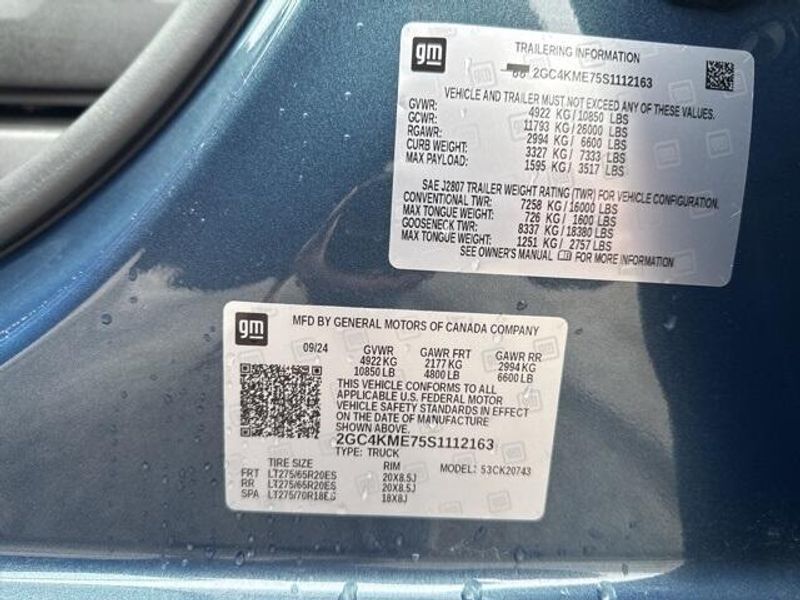 gm
TRAILERING INFORMATION
2GC4KME75S1112163
VEHICLE AND TRAILER MUST NOT EXCEED ANY OF THESE VALUES.
GVWR: 4922 KG / 10850 LBS
GCWR: 11793 KG / 26000 LBS
RGAWR: 2994 KG / 6600 LBS
CURB WEIGHT: 3327 KG / 7333 LBS
MAX PAYLOAD: 1595 KG / 3517 LBS
SAE J2807 TRAILER WEIGHT RATING (TWR) FOR VEHICLE CONFIGURATION.
CONVENTIONAL TWR: 7258 KG / 16000 LBS
MAX TONGUE WEIGHT: 726 KG / 1600 LBS
GOOSENECK TWR: 8337 KG / 18380 LBS
MAX TONGUE WEIGHT: 1251 KG / 2757 LBS
SEE OWNER'S MANUAL FOR MORE INFORMATION
gm
MFD BY GENERAL MOTORS OF CANADA COMPANY
09/24 GVWR GAWR FRT GAWR RR
4922 KG 2177 KG 2994 KG
10850 LB 4800 LB 6600 LB
THIS VEHICLE CONFORMS TO ALL
APPLICABLE U.S. FEDERAL MOTOR
VEHICLE SAFETY STANDARDS IN EFFECT
ON THE DATE OF MANUFACTURE
SHOWN ABOVE.
2GC4KME75S1112163
TYPE: TRUCK
TIRE SIZE RIM MODEL: 53CK20743
FRT LT275/65R20ES 20X8.5J
RR LT275/65R20ES 20X8.5J
SPA LT275/70R18ES 18X8J